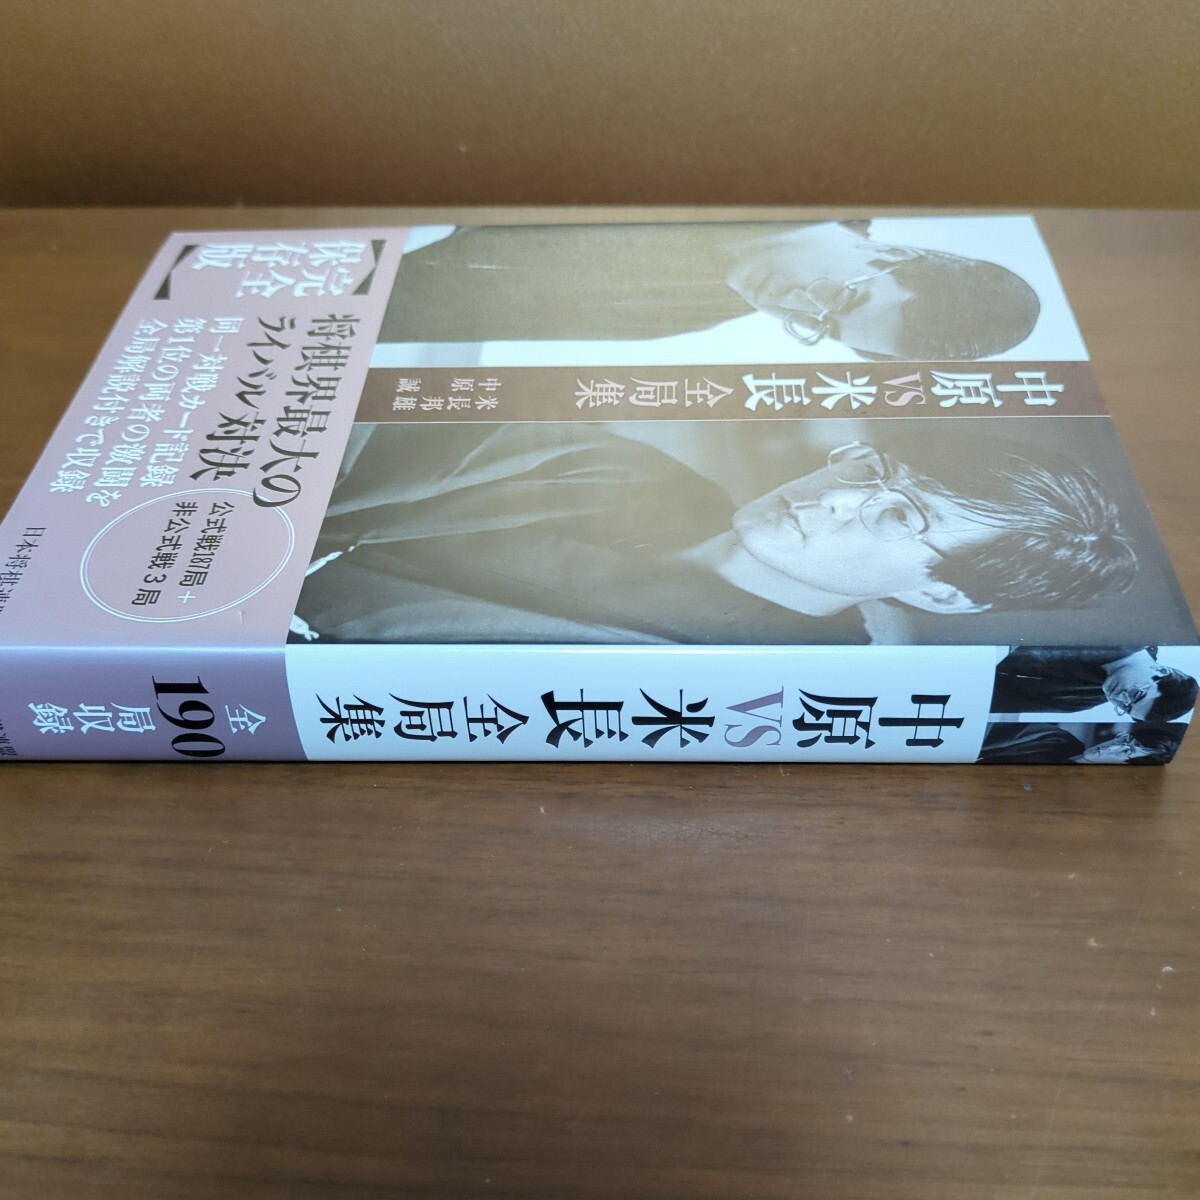 中原
VS
米長
全局集
米長邦雄
中原 誠
【完全
保存版】
将棋界最大の
ライバル対決
同一対戦カード記録
第1位の両者の激闘を
全局解説付きで収録
公式戦187局+
非公式戦3局
日本将棋連
中原VS米長全局集
全190局収録